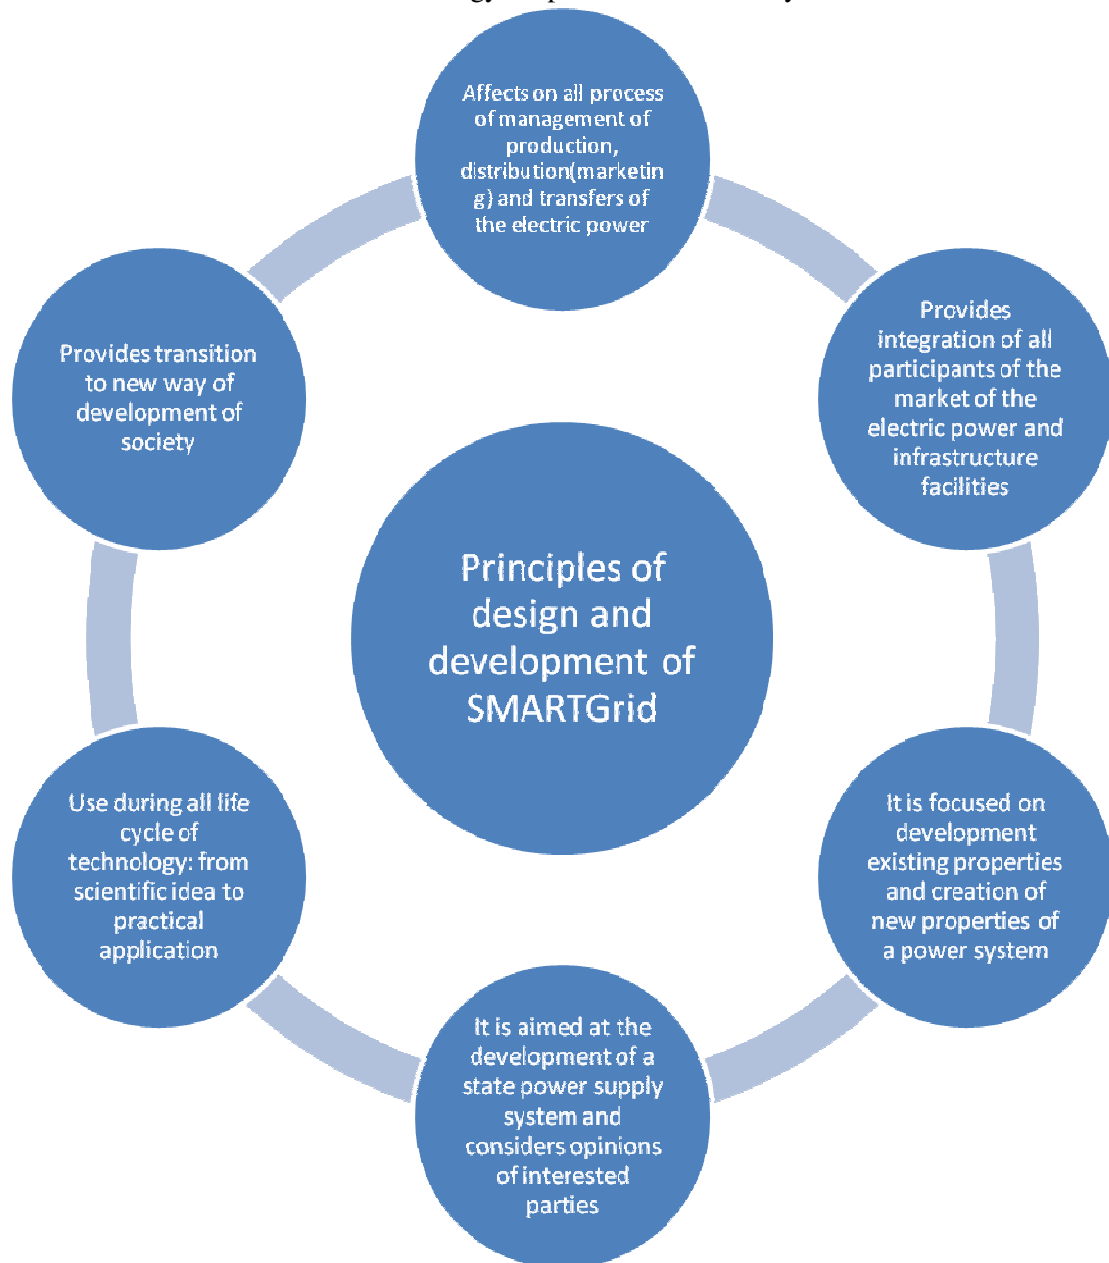 Affects on all process
of management of
production,
distribution(marketin
g) and transfers of
the electric power
Provides
integration of all
participants of the
market of the
electric power and
infrastructure
facilities
Provides transition
to new way of
development of
society
Principles of
design and
development of
SMARTGrid
Use during all life
cycle of
technology: from
scientific idea to
practical
application
It is focused on
development
existing properties
and creation of
new properties of
a power system
It is aimed at the
development of a
state power supply
system and
considers opinions
of interested
parties